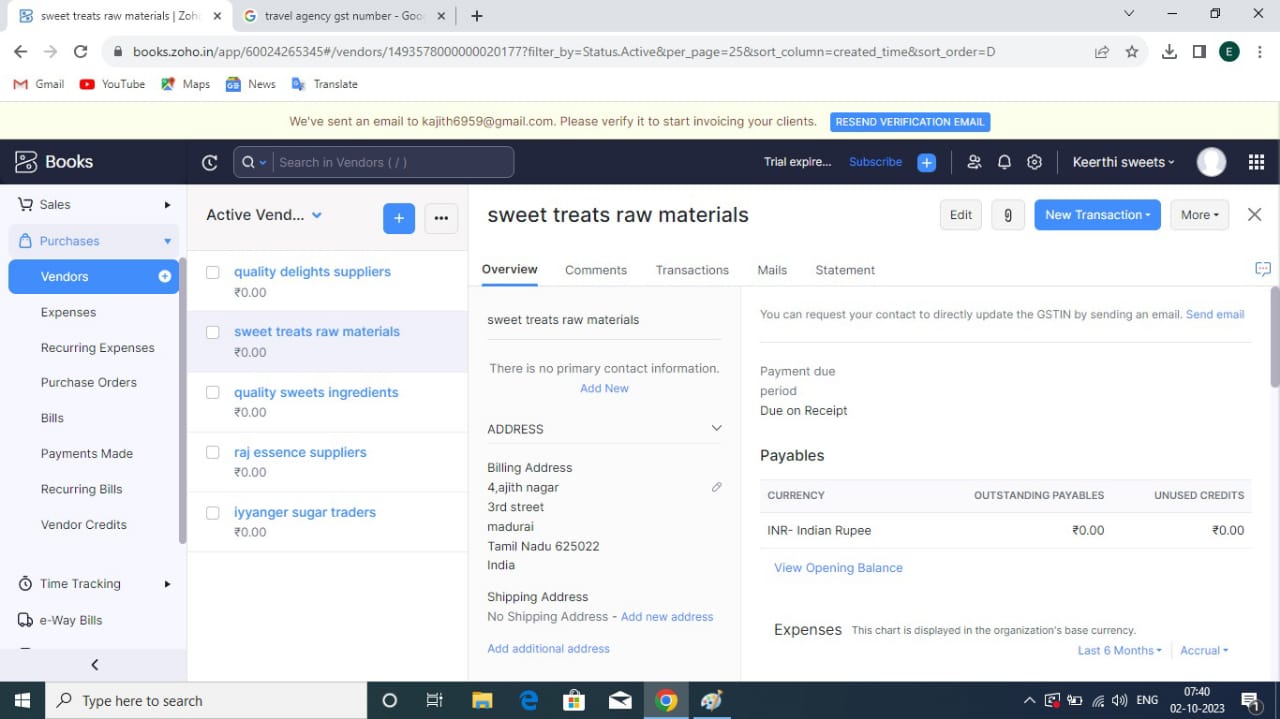 sweet treats raw materials | Zoh
travel agency gst number - Goo
books.zoho.in/app/60024265345#/vendors/1493578000000020177?filter_by=Status.Active&per_page=25&sort_column=created_time&sort_order=D
E
Gmail
YouTube
Maps
News
Translate
We've sent an email to kajith6959@gmail.com. Please verify it to start invoicing your clients.
RESEND VERIFICATION EMAIL
Books
Search in Vendors ( / )
Trial expire...
Subscribe
Keerthi sweets
Sales
Purchases
Vendors
Expenses
Recurring Expenses
Purchase Orders
Bills
Payments Made
Recurring Bills
Vendor Credits
Time Tracking
e-Way Bills
Active Vend...
quality delights suppliers
₹0.00
sweet treats raw materials
₹0.00
quality sweets ingredients
₹0.00
raj essence suppliers
₹0.00
iyyanger sugar traders
₹0.00
sweet treats raw materials
Edit
New Transaction
More
Overview
Comments
Transactions
Mails
Statement
sweet treats raw materials
There is no primary contact information.
Add New
ADDRESS
Billing Address
4,ajith nagar
3rd street
madurai
Tamil Nadu 625022
India
Shipping Address
No Shipping Address - Add new address
Add additional address
You can request your contact to directly update the GSTIN by sending an email. Send email
Payment due
period
Due on Receipt
Payables
CURRENCY OUTSTANDING PAYABLES UNUSED CREDITS
INR- Indian Rupee ₹0.00 ₹0.00
View Opening Balance
Expenses This chart is displayed in the organization's base currency.
Last 6 Months
Accrual
Type here to search
ENG
07:40
02-10-2023
1